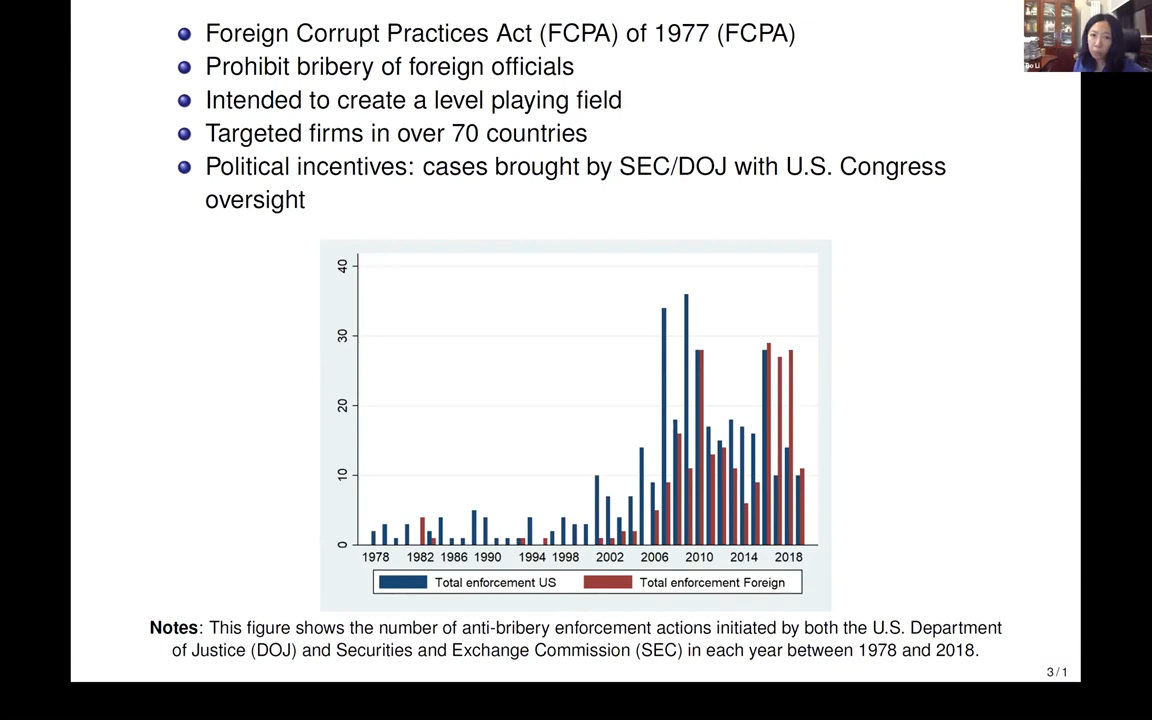 Foreign Corrupt Practices Act (FCPA) of 1977 (FCPA)
Prohibit bribery of foreign officials
Intended to create a level playing field
Targeted firms in over 70 countries
Political incentives: cases brought by SEC/DOJ with U.S. Congress
oversight
40
30
20
10
0
1978 1982 1986 1990 1994 1998 2002 2006 2010 2014 2018
Total enforcement US Total enforcement Foreign
Notes: This figure shows the number of anti-bribery enforcement actions initiated by both the U.S. Department
of Justice (DOJ) and Securities and Exchange Commission (SEC) in each year between 1978 and 2018.
3 / 1